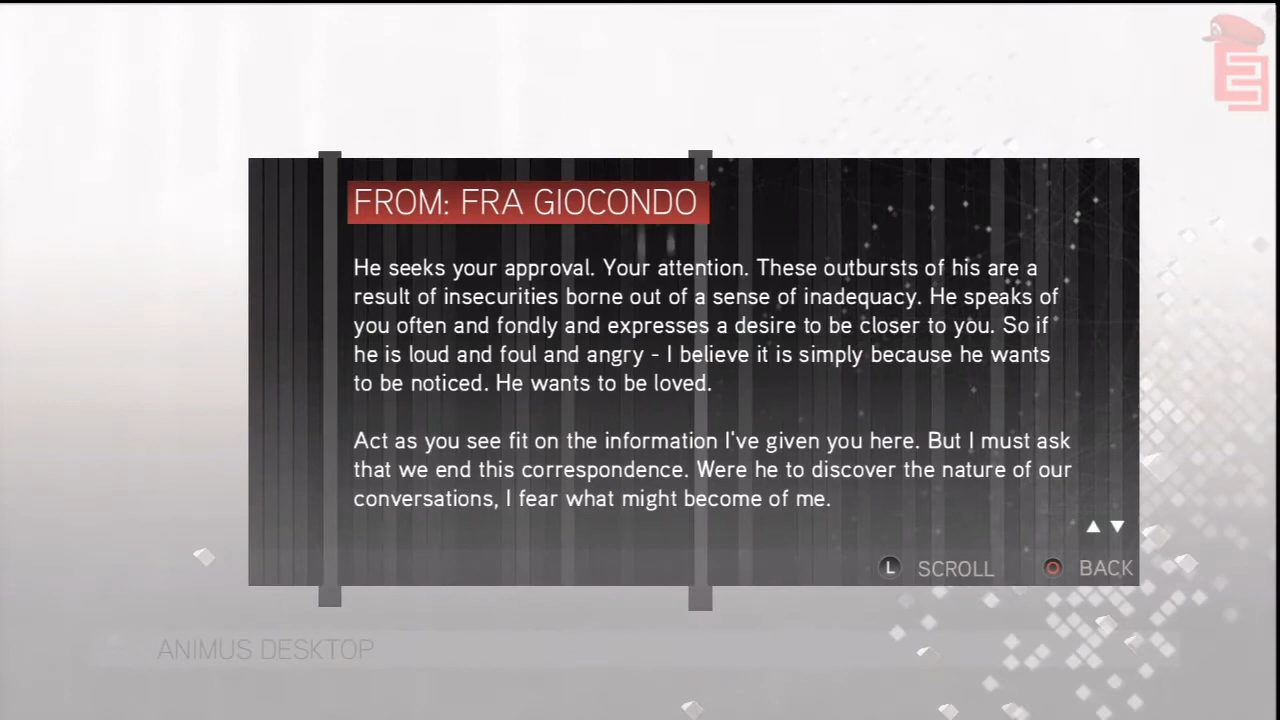 FROM: FRA GIOCONDO
He seeks your approval. Your attention. These outbursts of his are a
result of insecurities borne out of a sense of inadequacy. He speaks of
you often and fondly and expresses a desire to be closer to you. So if
he is loud and foul and angry - I believe it is simply because he wants
to be noticed. He wants to be loved.
Act as you see fit on the information I've given you here. But I must ask
that we end this correspondence. Were he to discover the nature of our
conversations, I fear what might become of me.
L SCROLL BACK
ANIMUS DESKTOP